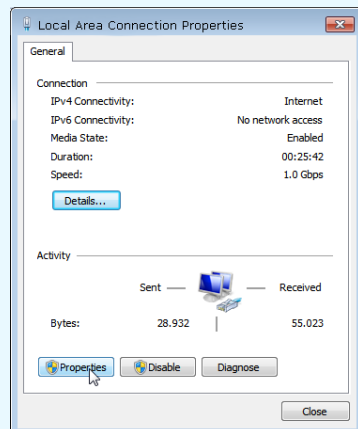 Local Area Connection Properties
General
Connection
IPv4 Connectivity: Internet
IPv6 Connectivity: No network access
Media State: Enabled
Duration: 00:25:42
Speed: 1.0 Gbps
Details...
Activity
Sent Received
Bytes: 28.932 55.023
Properties Disable Diagnose
Close